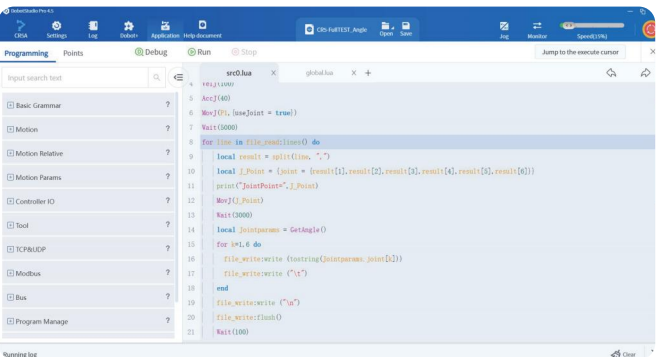 DobotStudio Pro 4.5
CR5A Settings Log Dobot+ Application Help document CR5-FullTEST_Angle Open Save Jog Monitor Speed(15%)
Programming Points Debug Run Stop Jump to the execute cursor
Input search text src0.lua × global.lua × +
4 VelJ(100)
5 AccJ(40)
6 MovJ(P1,{useJoint = true})
7 Wait(5000)
8 for line in file_read:lines() do
9 local result = split(line, ",")
10 local J_Point = {joint = {result[1],result[2],result[3],result[4],result[5],result[6]}}
11 print("JointPoint=",J_Point)
12 MovJ(J_Point)
13 Wait(3000)
14 local jointparams = GetAngle()
15 for k=1,6 do
16 file_write:write (tostring(jointparams.joint[k]))
17 file_write:write ("\t")
18 end
19 file_write:write ("\n")
20 file_write:flush()
21 Wait(100)
Basic Grammar ?
Motion ?
Motion Relative ?
Motion Params ?
Controller IO ?
Tool ?
TCP&UDP ?
Modbus ?
Bus ?
Program Manage ?
Running log Clear